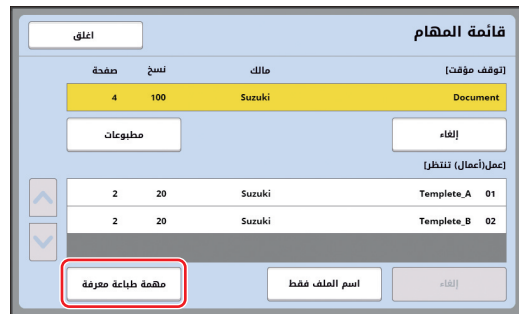 قائمة المهام
اغلق
[توقف مؤقت] مالك نسخ صفحة
Document Suzuki 100 4
إلغاء مطبوعات
[عمل(أعمال) تنتظر]
01 Templete_A Suzuki 20 2
02 Templete_B Suzuki 20 2
إلغاء اسم الملف فقط مهمة طباعة معرفة